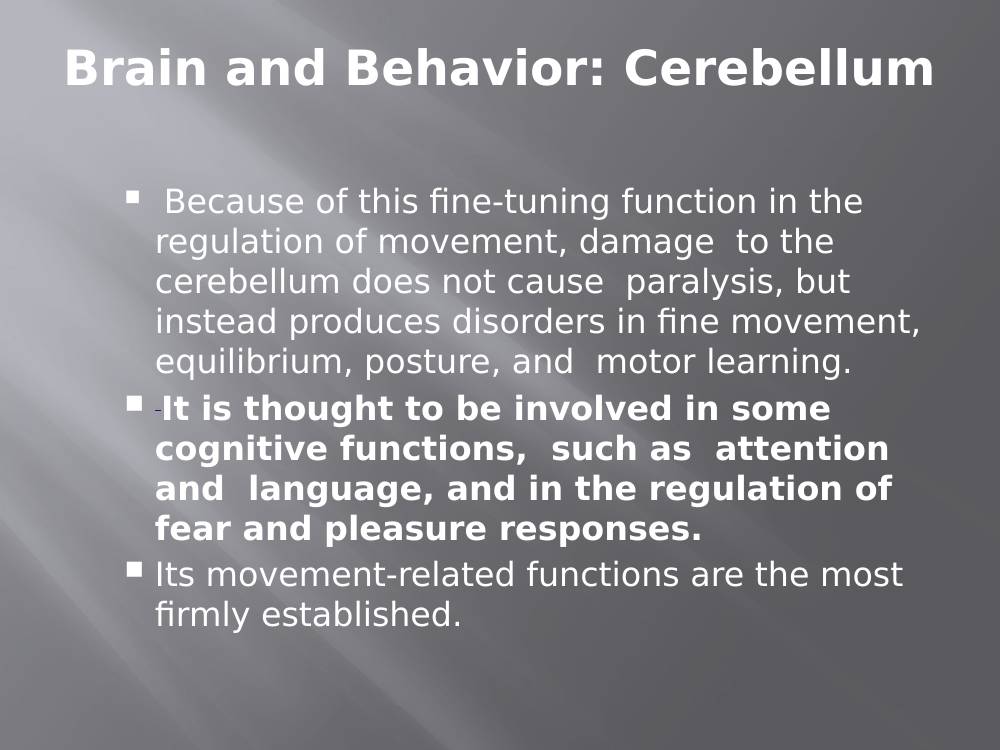 Brain and Behavior: Cerebellum
▪ Because of this fine-tuning function in the
regulation of movement, damage  to the
cerebellum does not cause  paralysis, but
instead produces disorders in fine movement,
equilibrium, posture, and  motor learning.
▪ -It is thought to be involved in some
cognitive functions,  such as  attention
and  language, and in the regulation of
fear and pleasure responses.
▪ Its movement-related functions are the most
firmly established.